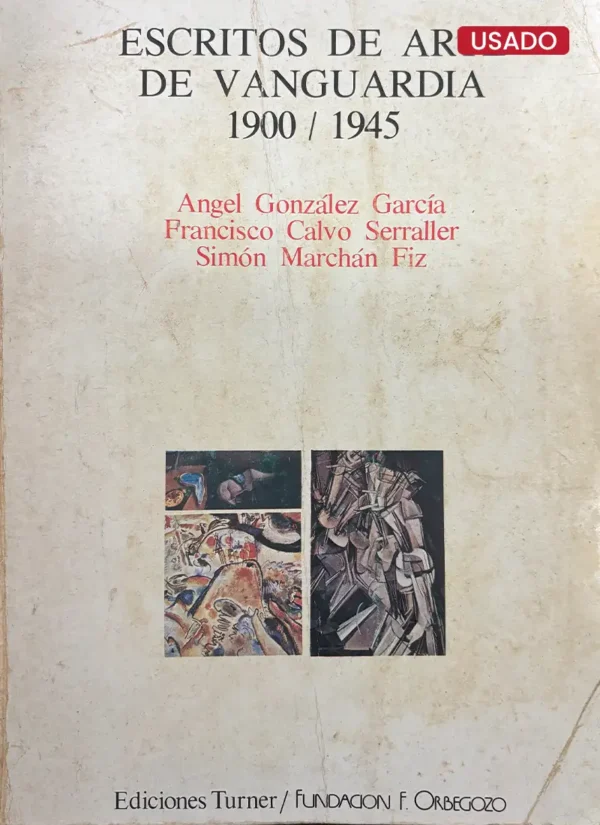 ESCRITOS DE AR
USADO
DE VANGUARDIA
1900 / 1945
Angel González García
Francisco Calvo Serraller
Simón Marchán Fiz
Ediciones Turner / FUNDACION F. ORBEGOZO